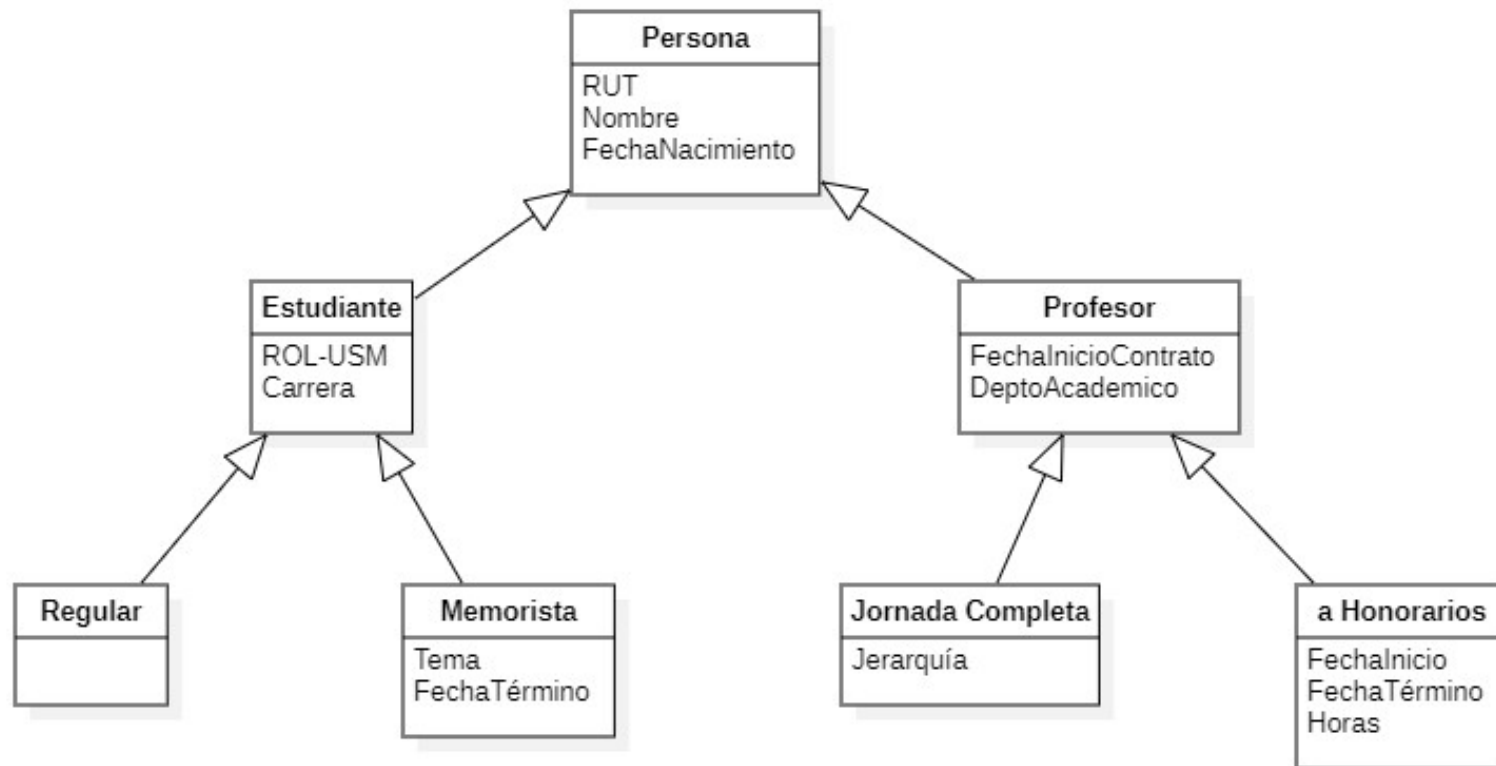 Persona
RUT
Nombre
FechaNacimiento
Estudiante
ROL-USM
Carrera
Profesor
FechaInicioContrato
DeptoAcademico
Regular
Memorista
Tema
FechaTérmino
Jornada Completa
Jerarquía
a Honorarios
FechaInicio
FechaTérmino
Horas